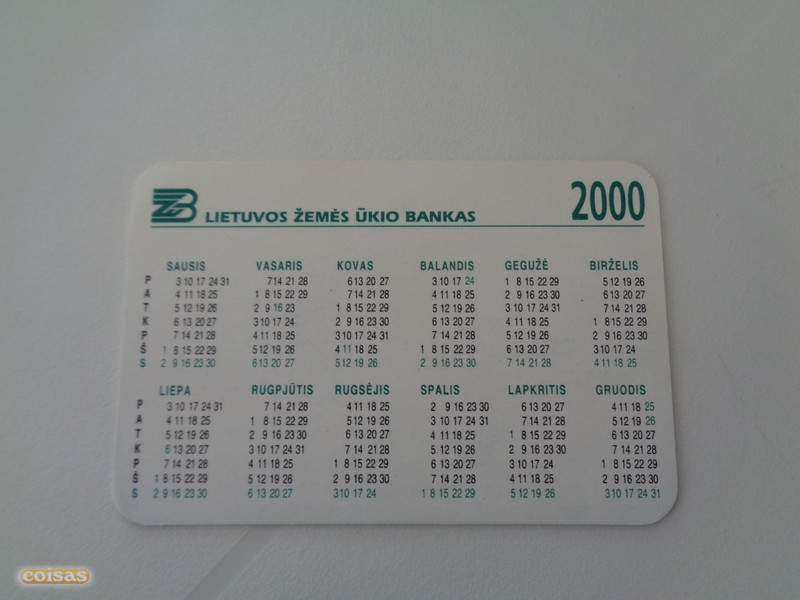 ZB LIETUVOS ŽEMĖS ŪKIO BANKAS 2000
SAUSIS VASARIS KOVAS BALANDIS GEGUŽĖ BIRŽELIS
P 3 10 17 24 31 7 14 21 28 6 13 20 27 3 10 17 24 1 8 15 22 29 5 12 19 26
A 4 11 18 25 1 8 15 22 29 7 14 21 28 4 11 18 25 2 9 16 23 30 6 13 20 27
T 5 12 19 26 2 9 16 23 1 8 15 22 29 5 12 19 26 3 10 17 24 31 7 14 21 28
K 6 13 20 27 3 10 17 24 2 9 16 23 30 6 13 20 27 4 11 18 25 1 8 15 22 29
P 7 14 21 28 4 11 18 25 3 10 17 24 31 7 14 21 28 5 12 19 26 2 9 16 23 30
Š 1 8 15 22 29 5 12 19 26 4 11 18 25 1 8 15 22 29 6 13 20 27 3 10 17 24
S 2 9 16 23 30 6 13 20 27 5 12 19 26 2 9 16 23 30 7 14 21 28 4 11 18 25
LIEPA RUGPJŪTIS RUGSĖJIS SPALIS LAPKRITIS GRUODIS
P 3 10 17 24 31 7 14 21 28 4 11 18 25 2 9 16 23 30 6 13 20 27 4 11 18 25
A 4 11 18 25 1 8 15 22 29 5 12 19 26 3 10 17 24 31 7 14 21 28 5 12 19 26
T 5 12 19 26 2 9 16 23 30 6 13 20 27 4 11 18 25 1 8 15 22 29 6 13 20 27
K 6 13 20 27 3 10 17 24 31 7 14 21 28 5 12 19 26 2 9 16 23 30 7 14 21 28
P 7 14 21 28 4 11 18 25 1 8 15 22 29 6 13 20 27 3 10 17 24 1 8 15 22 29
Š 1 8 15 22 29 5 12 19 26 2 9 16 23 30 7 14 21 28 4 11 18 25 2 9 16 23 30
S 2 9 16 23 30 6 13 20 27 3 10 17 24 1 8 15 22 29 5 12 19 26 3 10 17 24 31
coisas